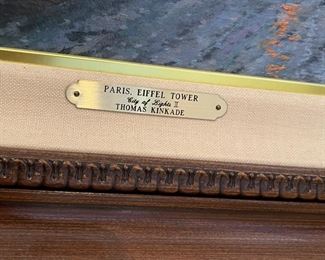 PARIS, EIFFEL TOWER
City of Lights II
THOMAS KINKADE